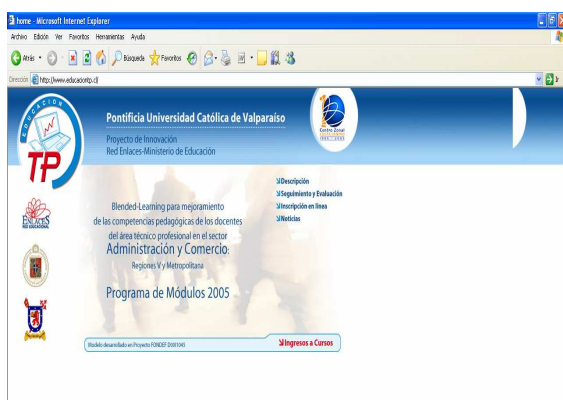 home - Microsoft Internet Explorer
Archivo Edición Ver Favoritos Herramientas Ayuda
Atrás Búsqueda Favoritos
Dirección http://www.educadontp.cl/
EDUCACION
TP
Pontificia Universidad Católica de Valparaíso
Proyecto de Innovación
Red Enlaces-Ministerio de Educación
10
Centro Zonal
ENLACES
RED EDUCACIONAL
Descripción
Seguimiento y Evaluación
Inscripción en línea
Noticias
Blended-Learning para mejoramiento
de las competencias pedagógicas de los docentes
del área técnico profesional en el sector
Administración y Comercio:
Regiones V y Metropolitana
Programa de Módulos 2005
Modelo desarrollado en Proyecto FONDEF D00I1045
Ingresos a Cursos